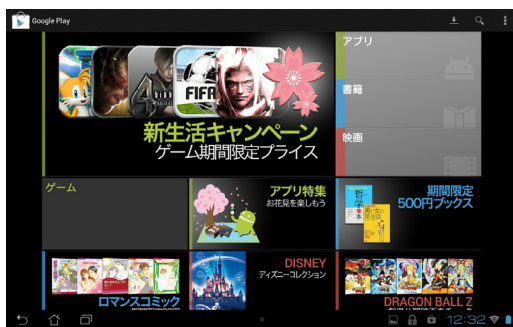 Google Play
FIFA
新生活キャンペーン
ゲーム期間限定プライス
アプリ
書籍
映画
ゲーム
アプリ特集
お花見を楽しもう
期間限定
500円ブックス
ロマンスコミック
DISNEY
ディズニーコレクション
DRAGON BALL Z
12:32